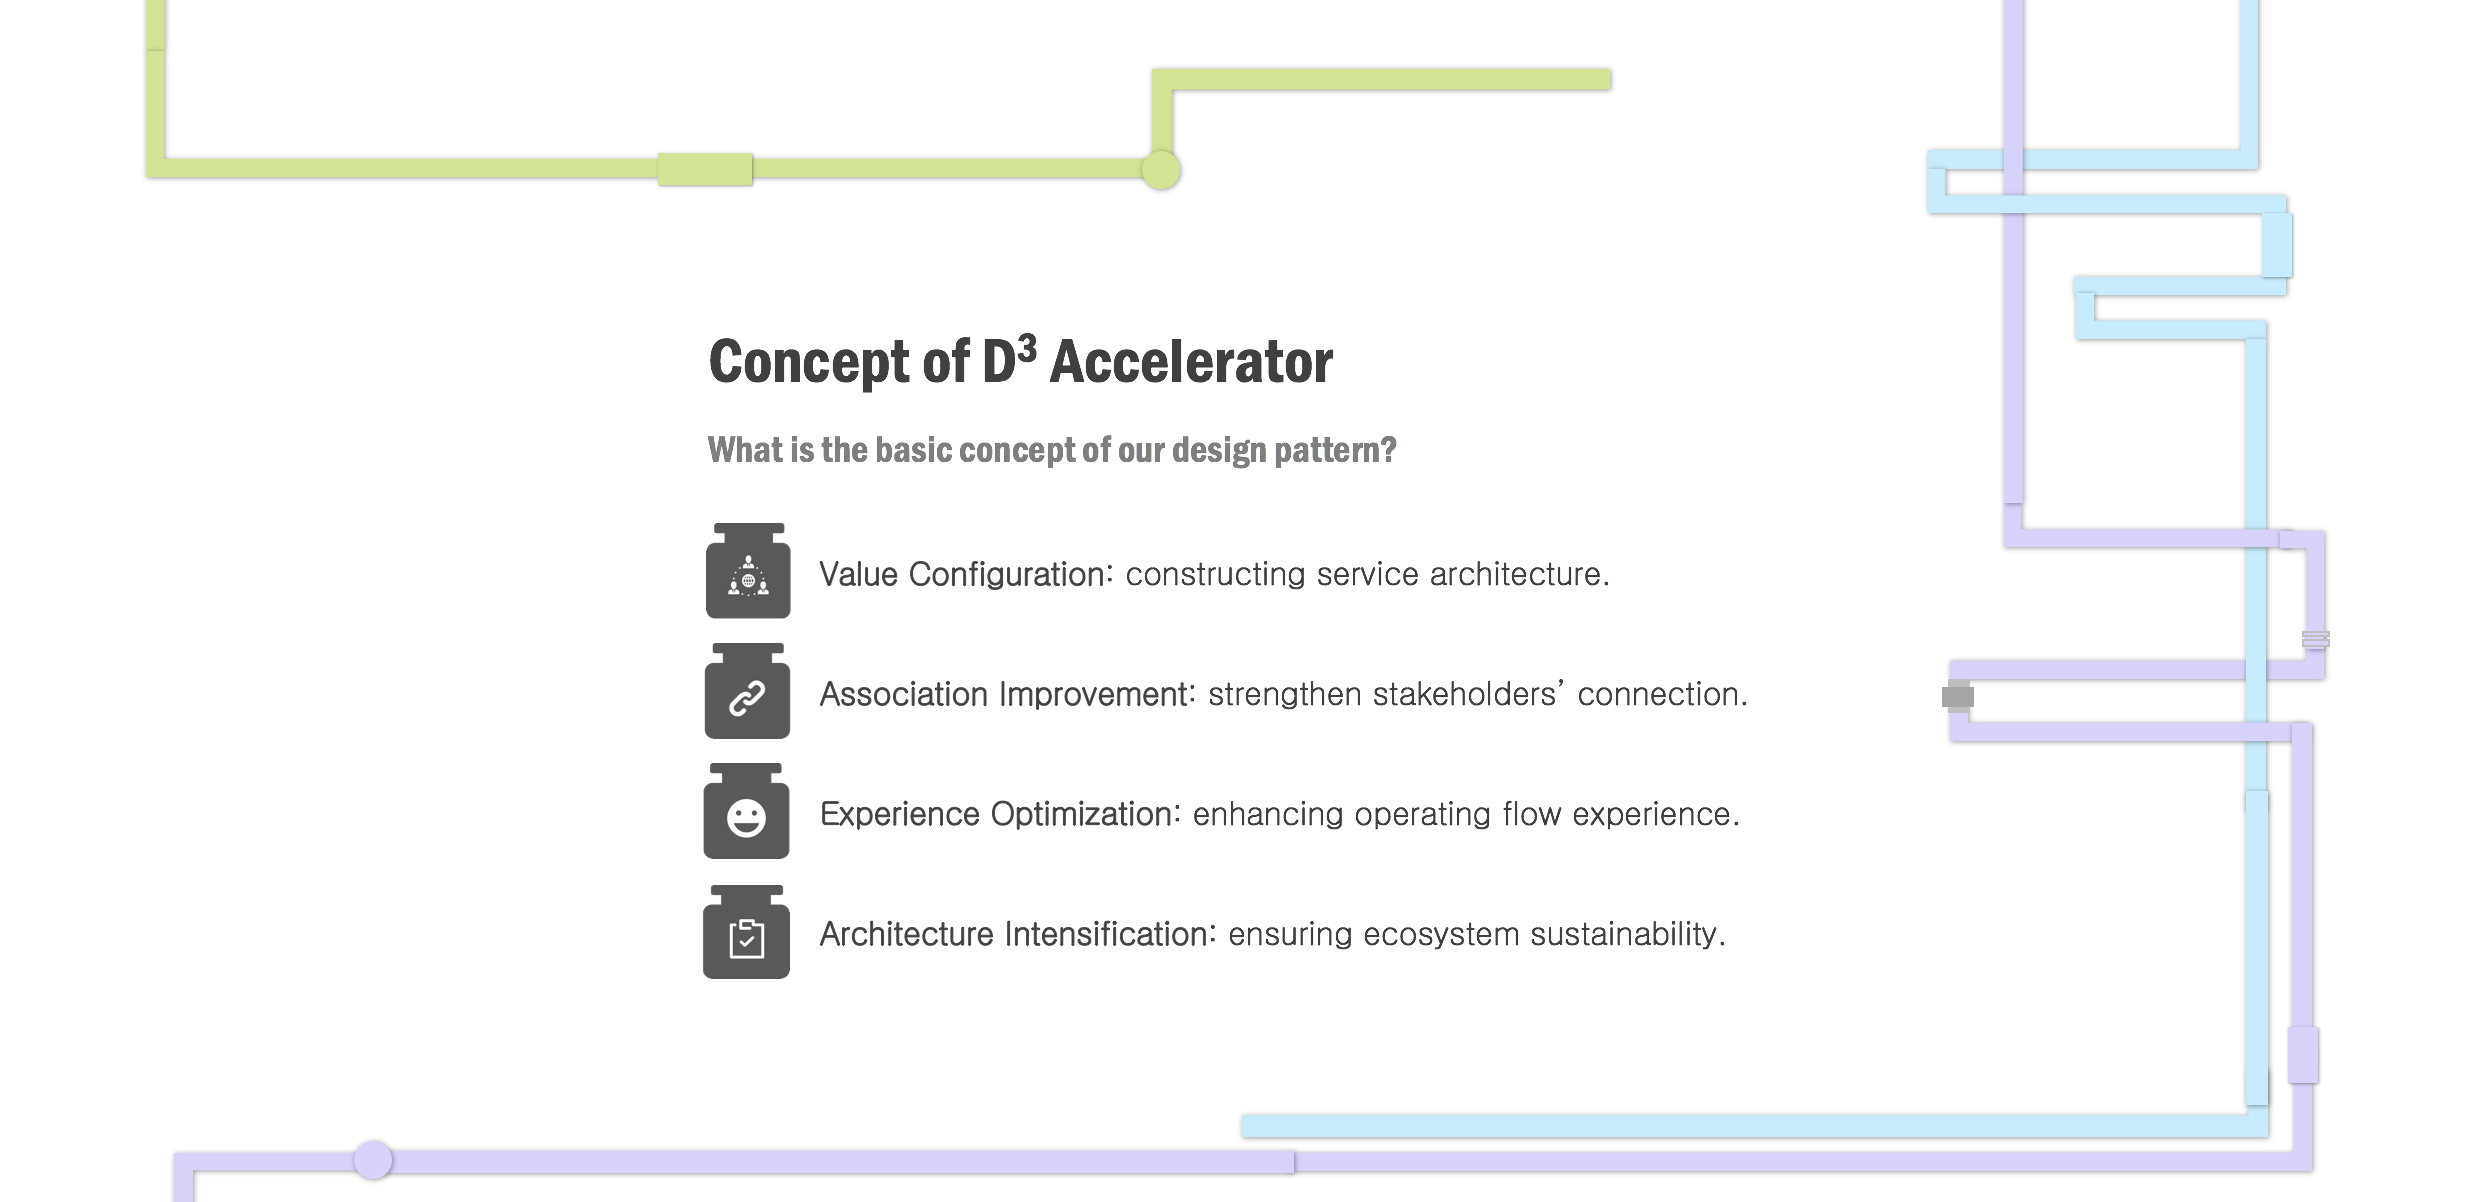 Concept of D³ Accelerator
What is the basic concept of our design pattern?
Value Configuration: constructing service architecture.
Association Improvement: strengthen stakeholders’ connection.
Experience Optimization: enhancing operating flow experience.
Architecture Intensification: ensuring ecosystem sustainability.